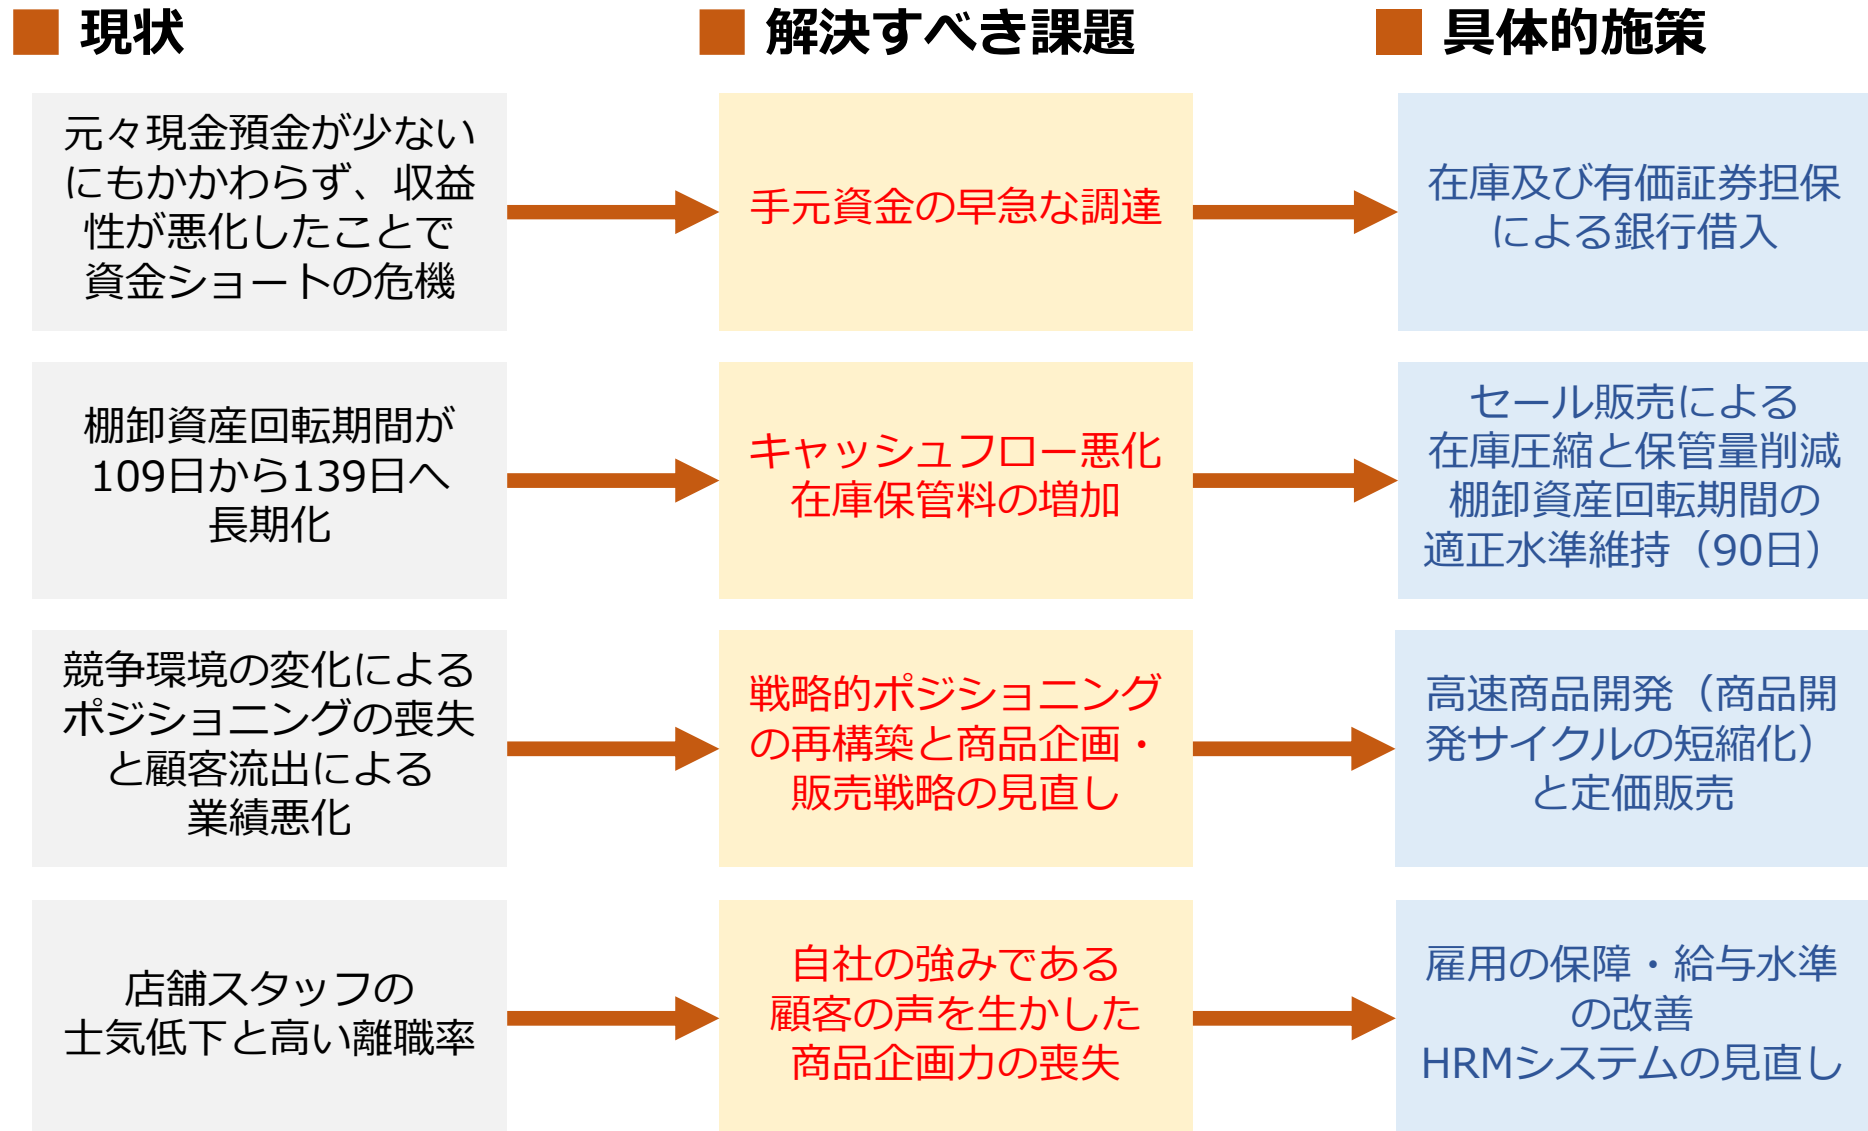 現状
解決すべき課題
具体的施策
元々現金預金が少ない
にもかかわらず、収益
性が悪化したことで
資金ショートの危機
手元資金の早急な調達
在庫及び有価証券担保
による銀行借入
棚卸資産回転期間が
109日から139日へ
長期化
キャッシュフロー悪化
在庫保管料の増加
セール販売による
在庫圧縮と保管量削減
棚卸資産回転期間の
適正水準維持（90日）
競争環境の変化による
ポジショニングの喪失
と顧客流出による
業績悪化
戦略的ポジショニング
の再構築と商品企画・
販売戦略の見直し
高速商品開発（商品開
発サイクルの短縮化）
と定価販売
店舗スタッフの
士気低下と高い離職率
自社の強みである
顧客の声を生かした
商品企画力の喪失
雇用の保障・給与水準
の改善
HRMシステムの見直し